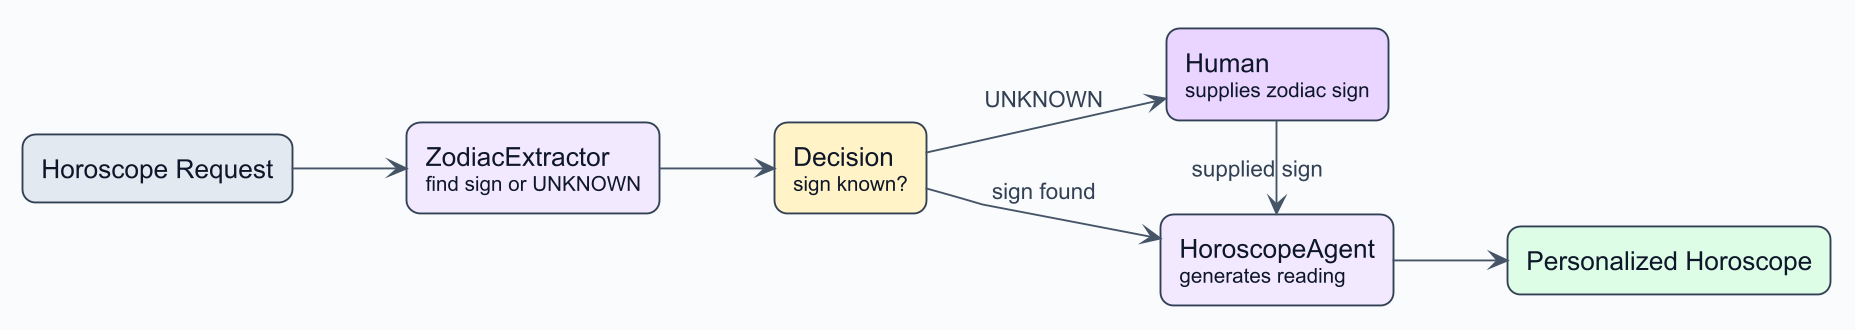 Horoscope Request
ZodiacExtractor
find sign or UNKNOWN
Decision
sign known?
UNKNOWN
sign found
Human
supplies zodiac sign
supplied sign
HoroscopeAgent
generates reading
Personalized Horoscope